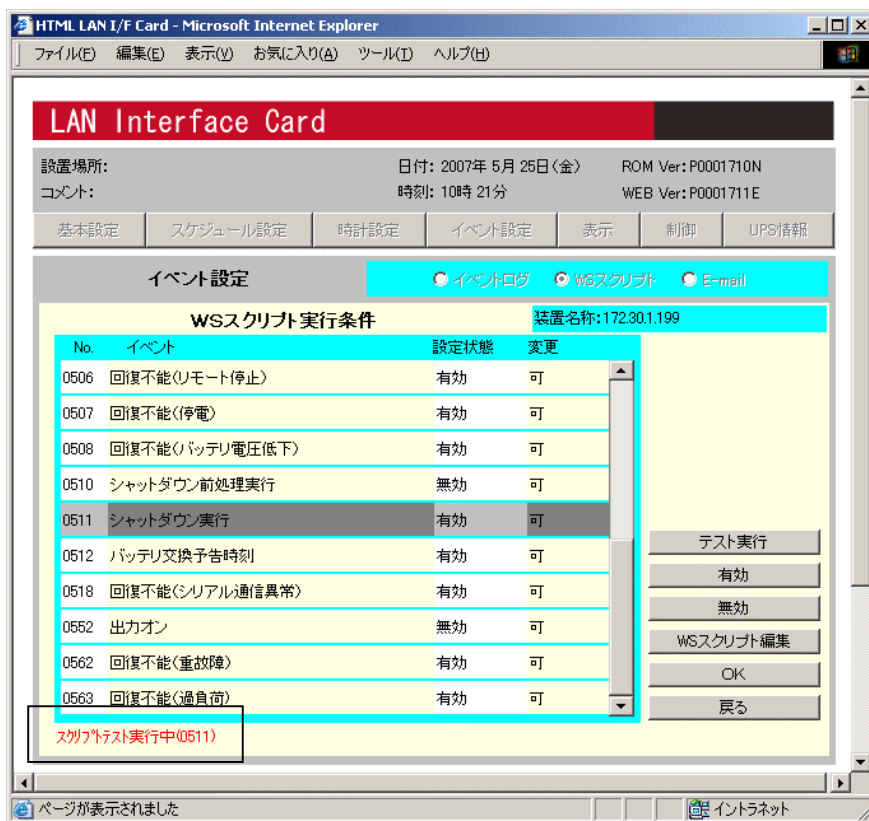 HTML LAN I/F Card - Microsoft Internet Explorer
ファイル(F) 編集(E) 表示(V) お気に入り(A) ツール(T) ヘルプ(H)
LAN Interface Card
設置場所: 日付: 2007年 5月 25日(金) ROM Ver: P0001710N
コメント: 時刻: 10時 21分 WEB Ver: P0001711E
基本設定 スケジュール設定 時計設定 イベント設定 表示 制御 UPS情報
イベント設定 イベントログ WSスクリプト E-mail
WSスクリプト実行条件 装置名称:172.30.1.199
No. イベント 設定状態 変更
0506 回復不能(リモート停止) 有効 可
0507 回復不能(停電) 有効 可
0508 回復不能(バッテリ電圧低下) 有効 可
0510 シャットダウン前処理実行 無効 可
0511 シャットダウン実行 有効 可
0512 バッテリ交換予告時刻 有効 可
0518 回復不能(シリアル通信異常) 有効 可
0552 出力オン 無効 可
0562 回復不能(重故障) 有効 可
0563 回復不能(過負荷) 有効 可
テスト実行
有効
無効
WSスクリプト編集
OK
戻る
スクリプトテスト実行中(0511)
ページが表示されました イントラネット